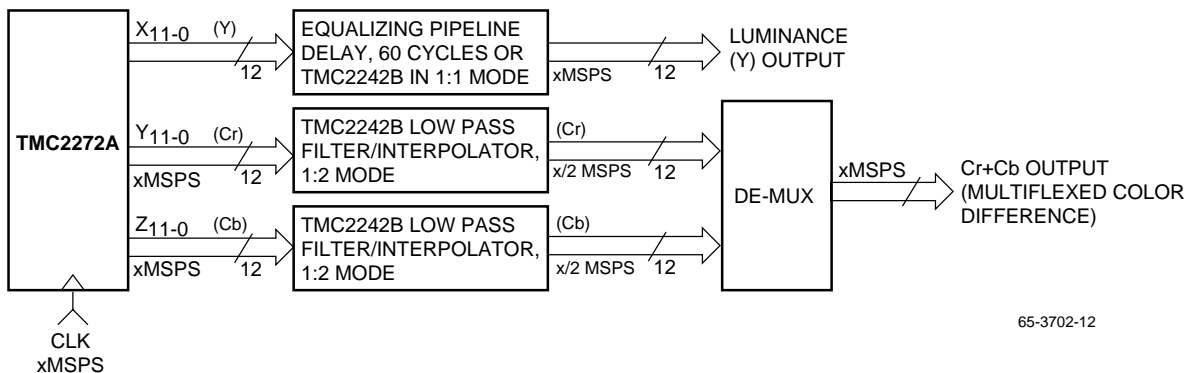 TMC2272A
CLK
xMSPS
X11-0 (Y)
12
EQUALIZING PIPELINE
DELAY, 60 CYCLES OR
TMC2242B IN 1:1 MODE
xMSPS 12
LUMINANCE
(Y) OUTPUT
Y11-0 (Cr)
xMSPS 12
TMC2242B LOW PASS
FILTER/INTERPOLATOR,
1:2 MODE
(Cr)
x/2 MSPS 12
Z11-0 (Cb)
xMSPS 12
TMC2242B LOW PASS
FILTER/INTERPOLATOR,
1:2 MODE
(Cb)
x/2 MSPS 12
DE-MUX
xMSPS
Cr+Cb OUTPUT
(MULTIFLEXED COLOR
DIFFERENCE)
65-3702-12